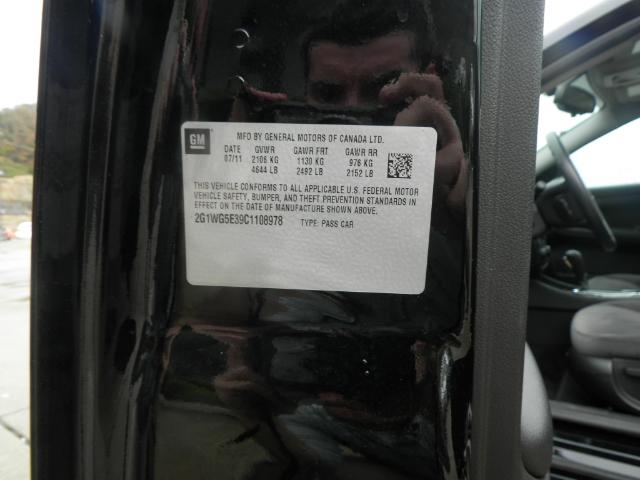 GM
MFD BY GENERAL MOTORS OF CANADA LTD.
DATE GVWR GAWR FRT GAWR RR
07/11 2106 KG 1130 KG 976 KG
4644 LB 2492 LB 2152 LB
THIS VEHICLE CONFORMS TO ALL APPLICABLE U.S. FEDERAL MOTOR
VEHICLE SAFETY, BUMPER, AND THEFT PREVENTION STANDARDS IN
EFFECT ON THE DATE OF MANUFACTURE SHOWN ABOVE.
2G1WG5E39C1108978 TYPE: PASS CAR